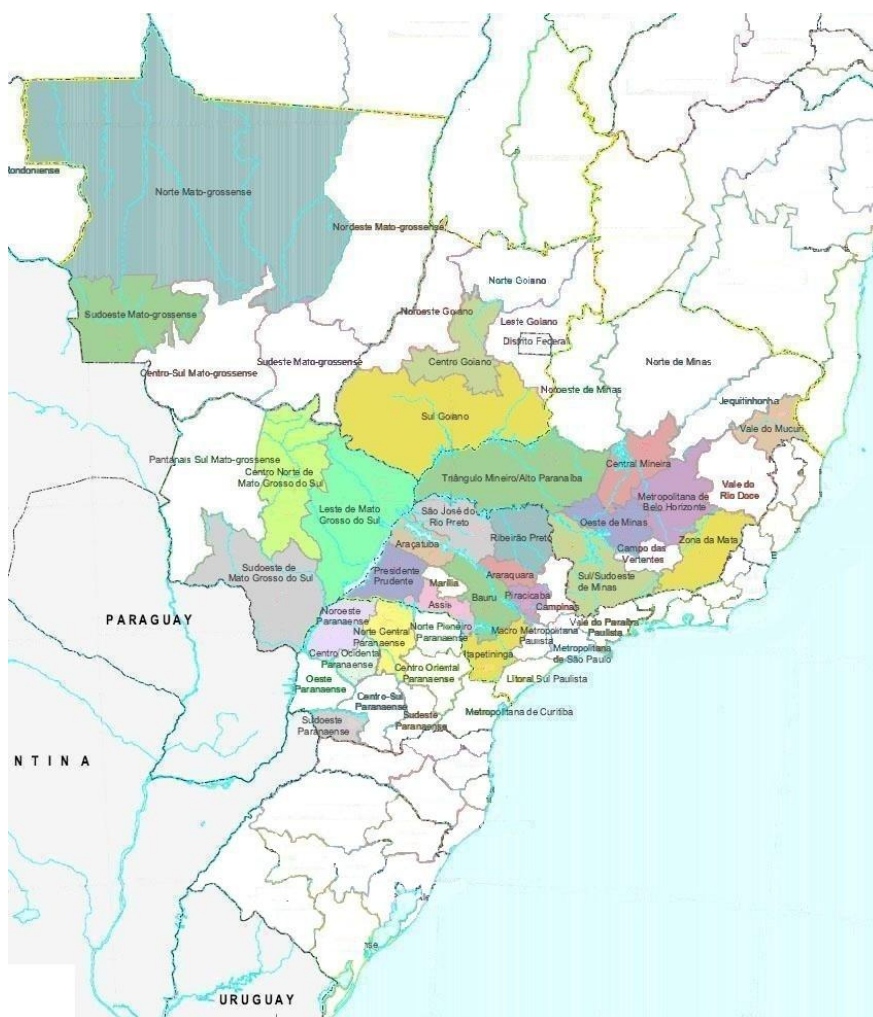 Rondoniense
Norte Mato-grossense
Nordeste Mato-grossense
Norte Goiano
Sudoeste Mato-grossense
Noroeste Goiano
Leste Goiano
Distrito Federal
Centro Goiano
Sudeste Mato-grossense
Centro-Sul Mato-grossense
Norte de Minas
Noroeste de Minas
Jequitinhonha
Sul Goiano
Vale do Mucuri
Pantanais Sul Mato-grossense
Centro Norte de
Mato Grosso do Sul
Central Mineira
Triângulo Mineiro/Alto Paranaíba
Vale do
Rio Doce
Metropolitana de
Belo Horizonte
Leste de Mato
Grosso do Sul
São José do
Rio Preto
Oeste de Minas
Ribeirão Preto
Zona da Mata
Araçatuba
Campo das
Vertentes
Sudoeste de
Mato Grosso do Sul
Presidente
Prudente
Araraquara
Sul/Sudoeste
de Minas
Marília
Bauru
Piracicaba
Assis
Campinas
PARAGUAY
Noroeste
Paranaense
Norte Central
Paranaense
Norte Pioneiro
Paranaense
Macro Metropolitana
Paulista
Vale do Paraíba
Paulista
Centro Ocidental
Paranaense
Itapetininga
Metropolitana
de São Paulo
Centro Oriental
Paranaense
Oeste
Paranaense
Litoral Sul Paulista
Centro-Sul
Paranaense
Sudeste
Paranaense
Metropolitana de Curitiba
Sudoeste
Paranaense
NTINA
URUGUAY